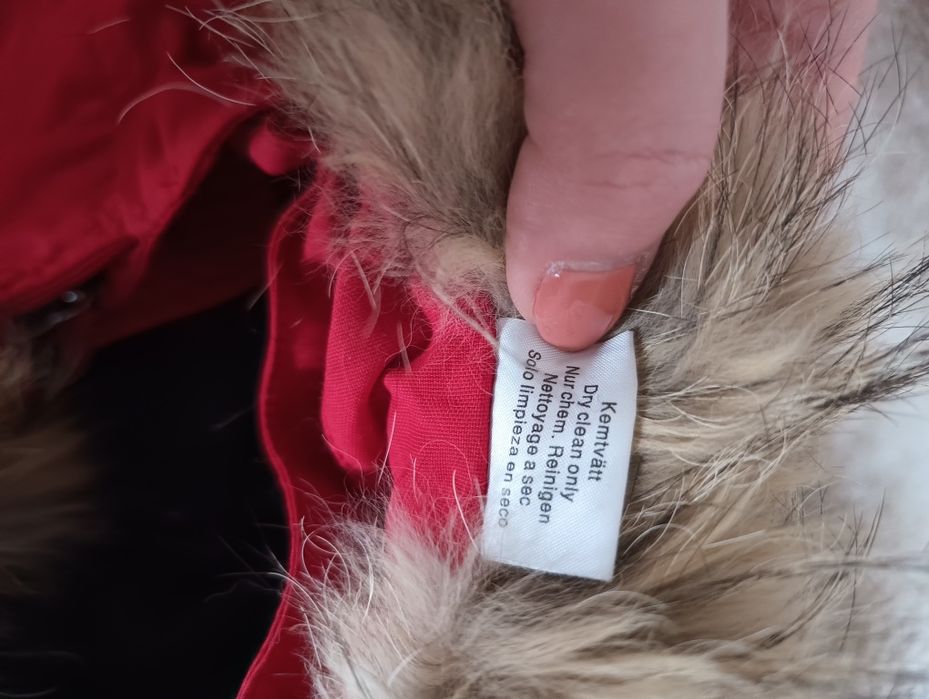 Kemtvätt
Dry clean only
Nur chem. Reinigen
Nettoyage a sec
Solo limpieza en seco